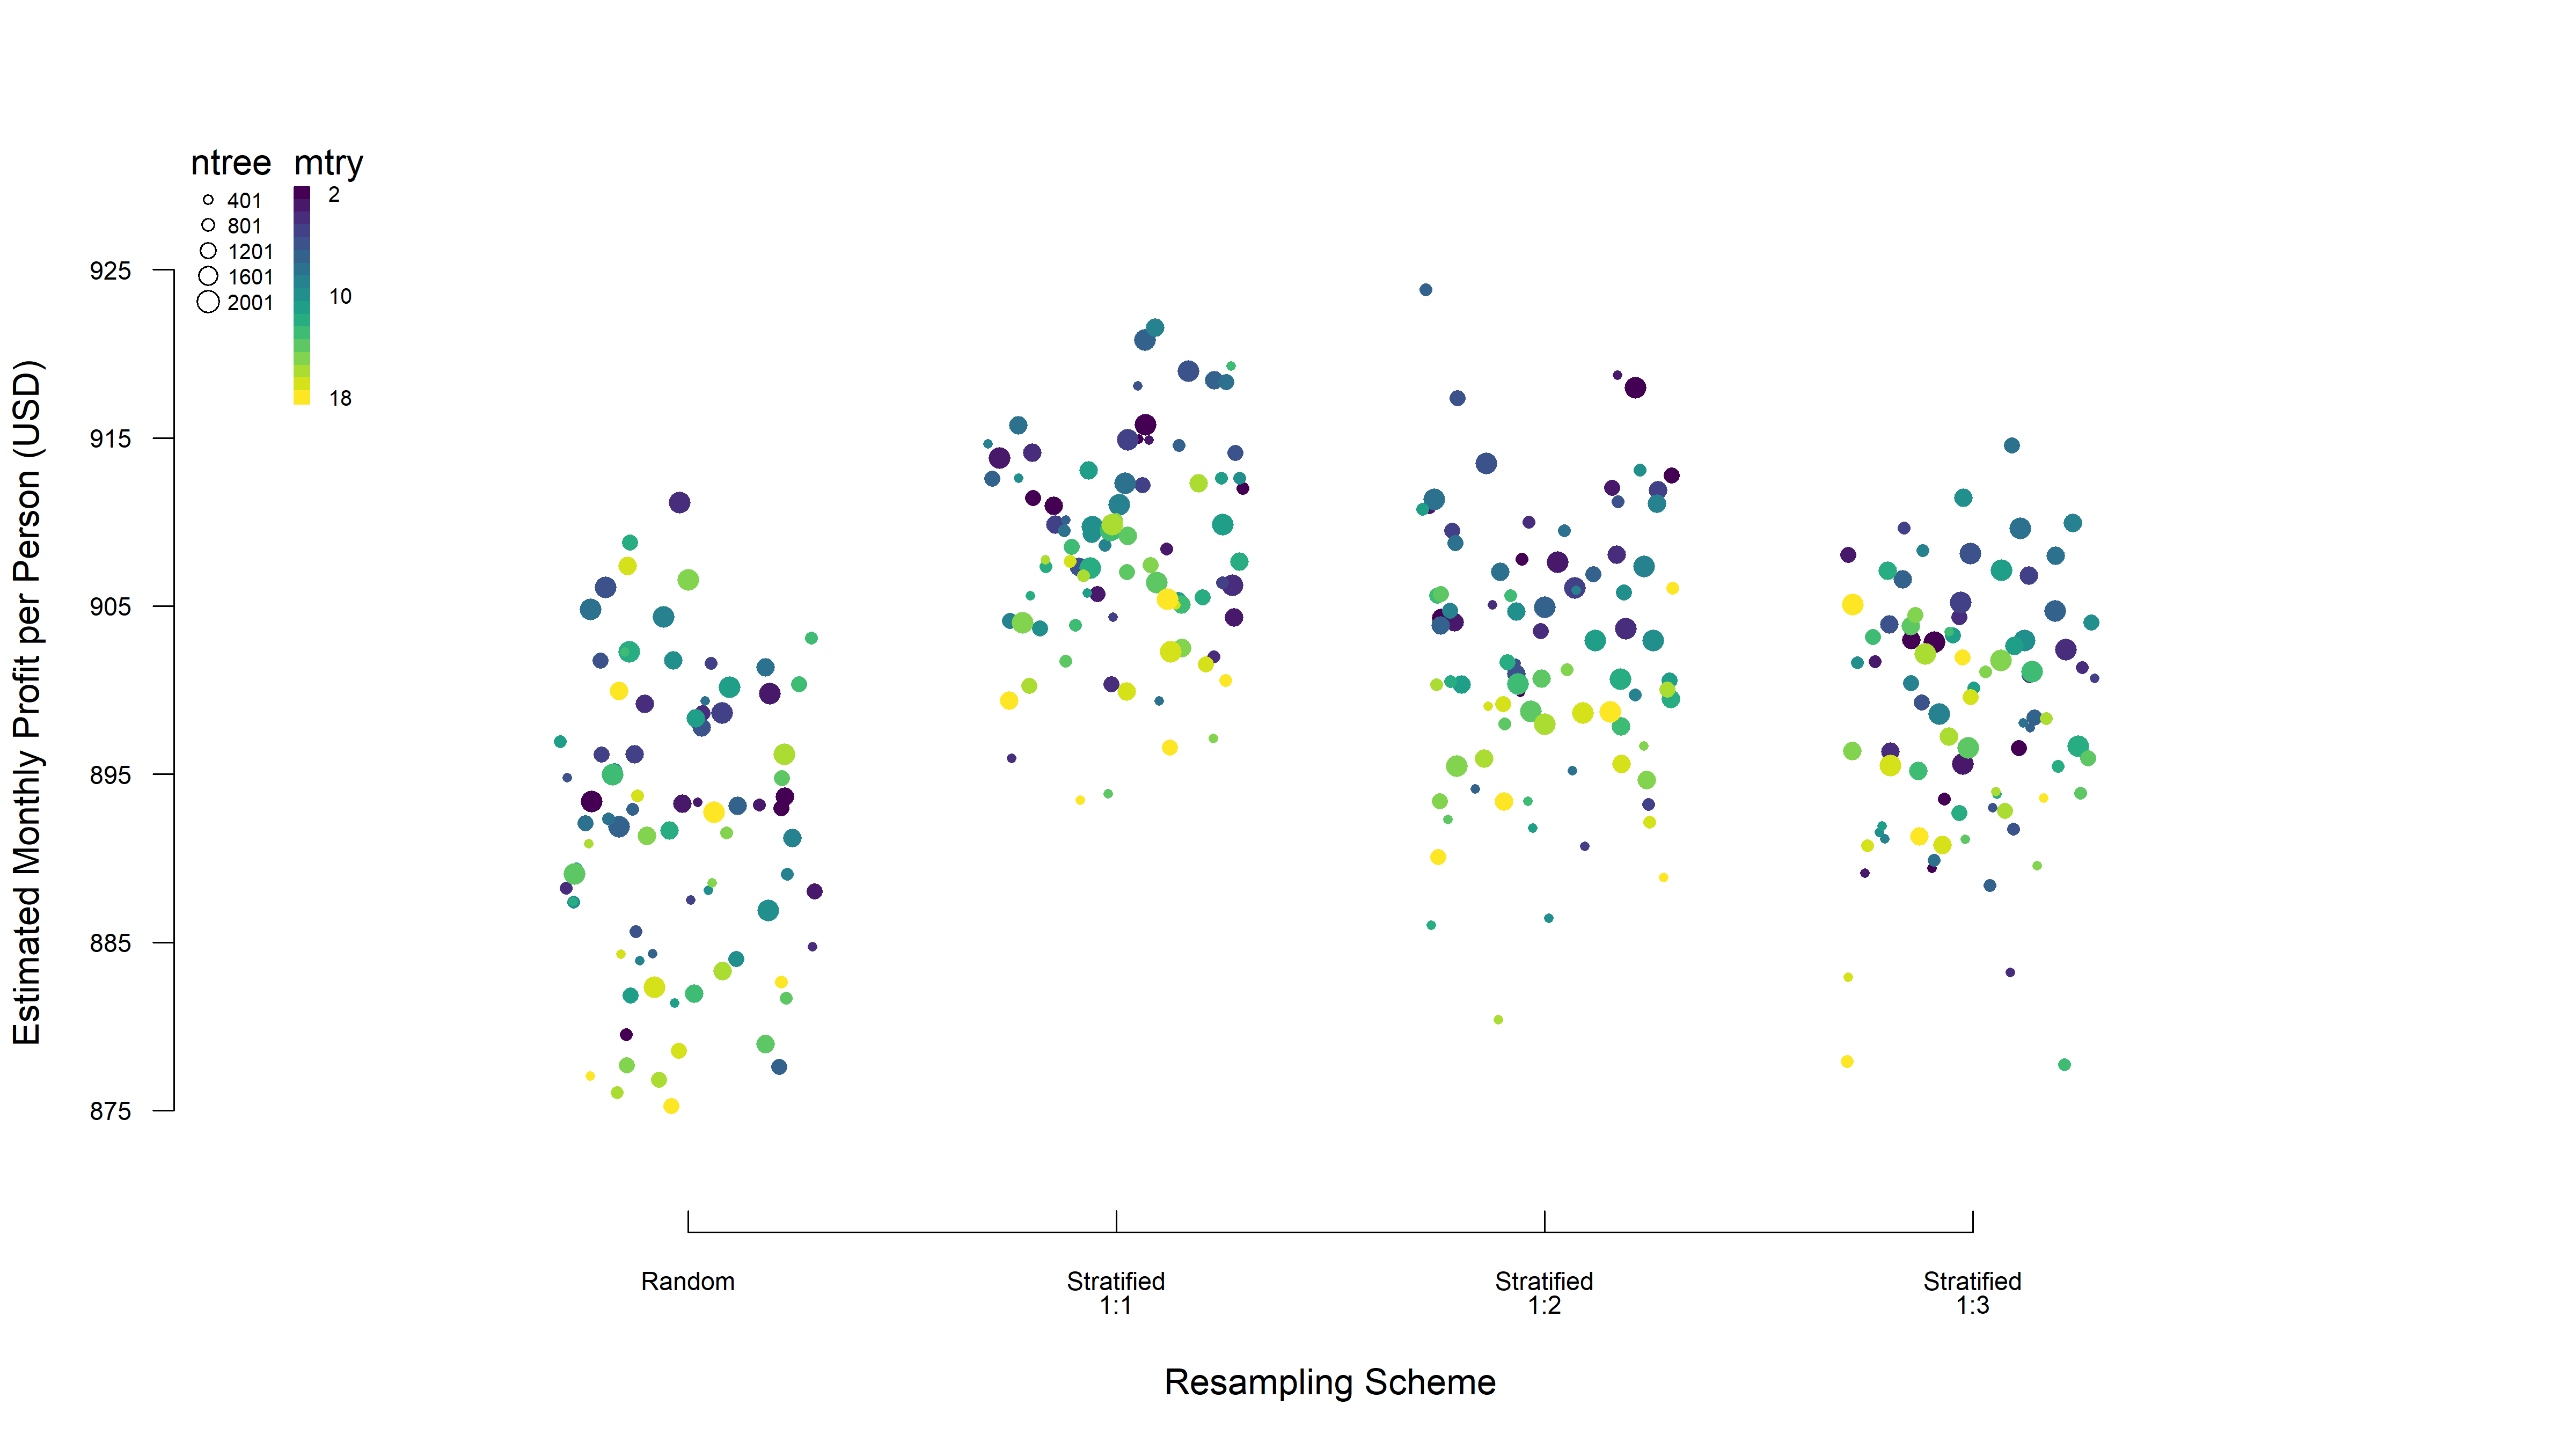 ntree mtry
401
801
1201
1601
2001
2
10
18
Estimated Monthly Profit per Person (USD)
925
915
905
895
885
875
Random
Stratified
1:1
Stratified
1:2
Stratified
1:3
Resampling Scheme